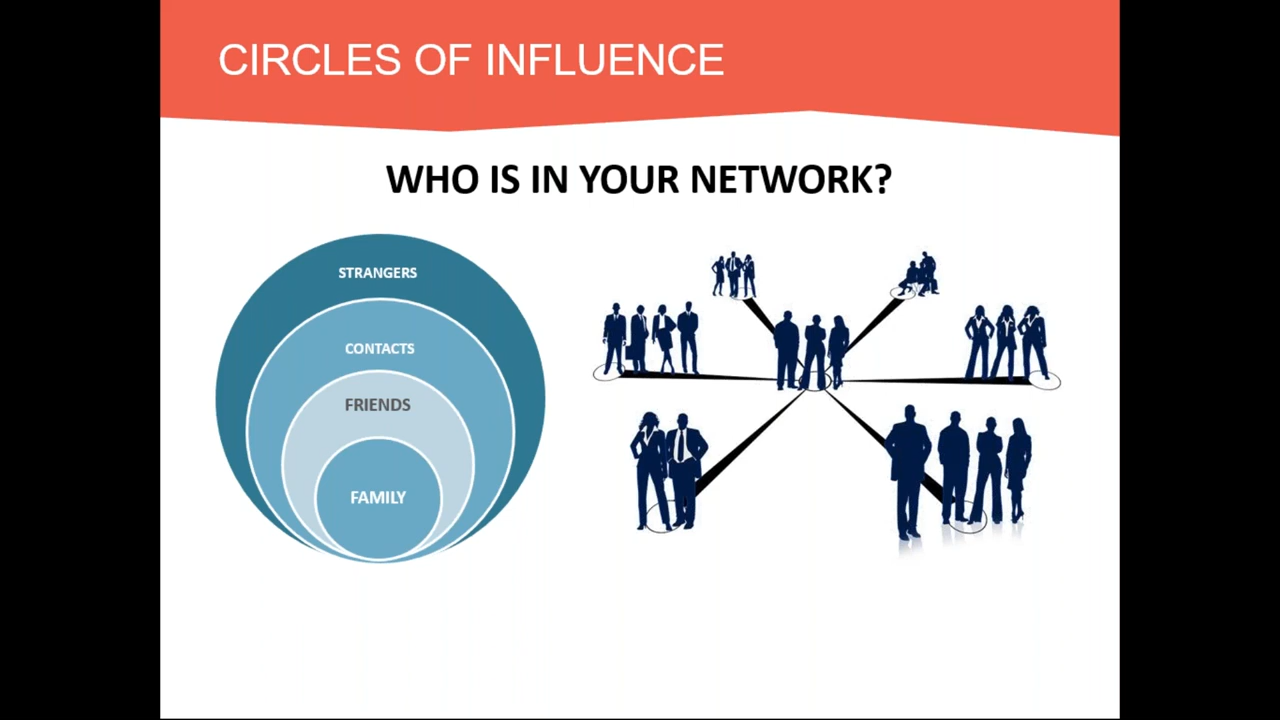 CIRCLES OF INFLUENCE
WHO IS IN YOUR NETWORK?
STRANGERS
CONTACTS
FRIENDS
FAMILY